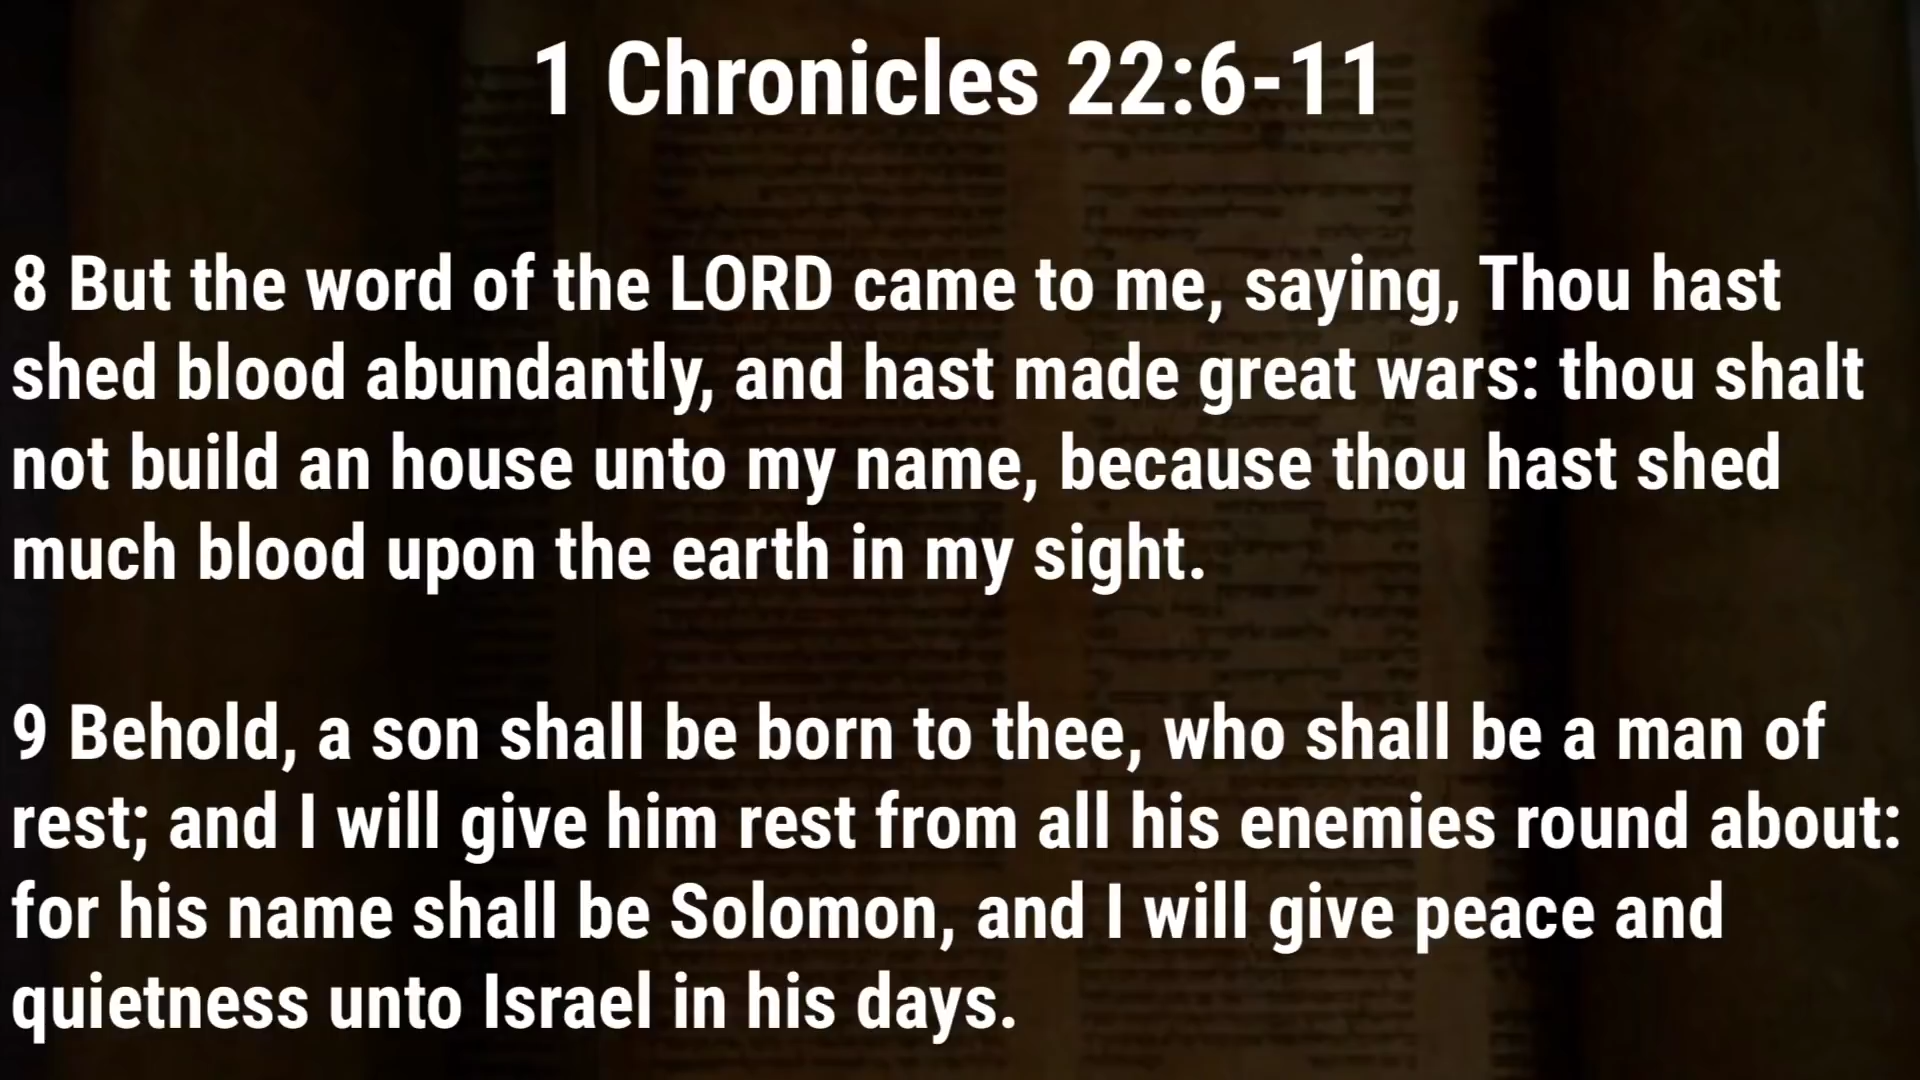 1 Chronicles 22:6-11
8 But the word of the LORD came to me, saying, Thou hast
shed blood abundantly, and hast made great wars: thou shalt
not build an house unto my name, because thou hast shed
much blood upon the earth in my sight.
9 Behold, a son shall be born to thee, who shall be a man of
rest; and I will give him rest from all his enemies round about:
for his name shall be Solomon, and I will give peace and
quietness unto Israel in his days.